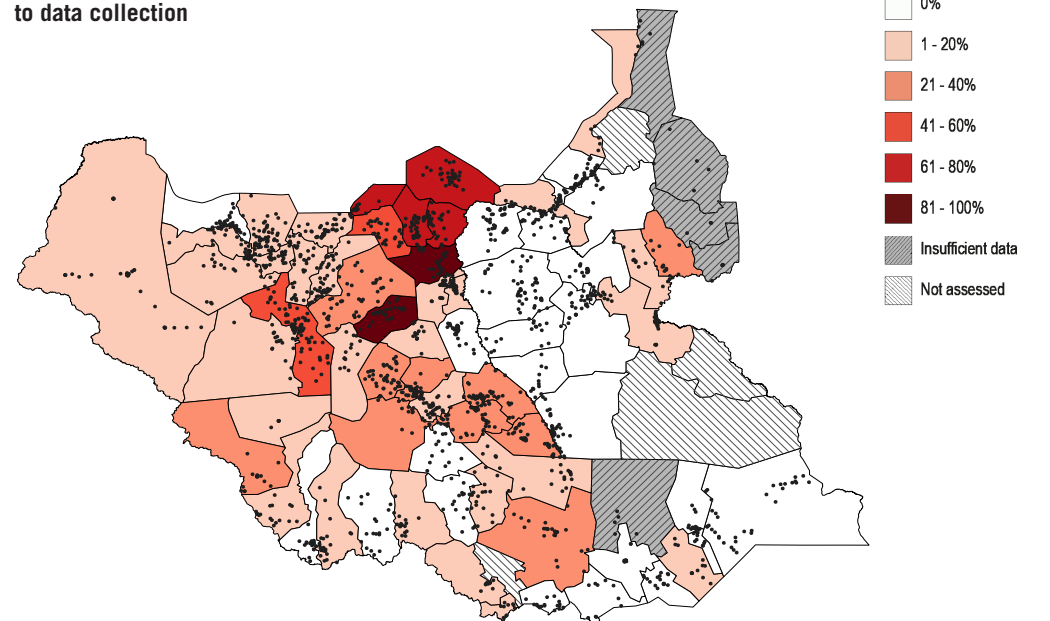 to data collection
0%
1 - 20%
21 - 40%
41 - 60%
61 - 80%
81 - 100%
Insufficient data
Not assessed